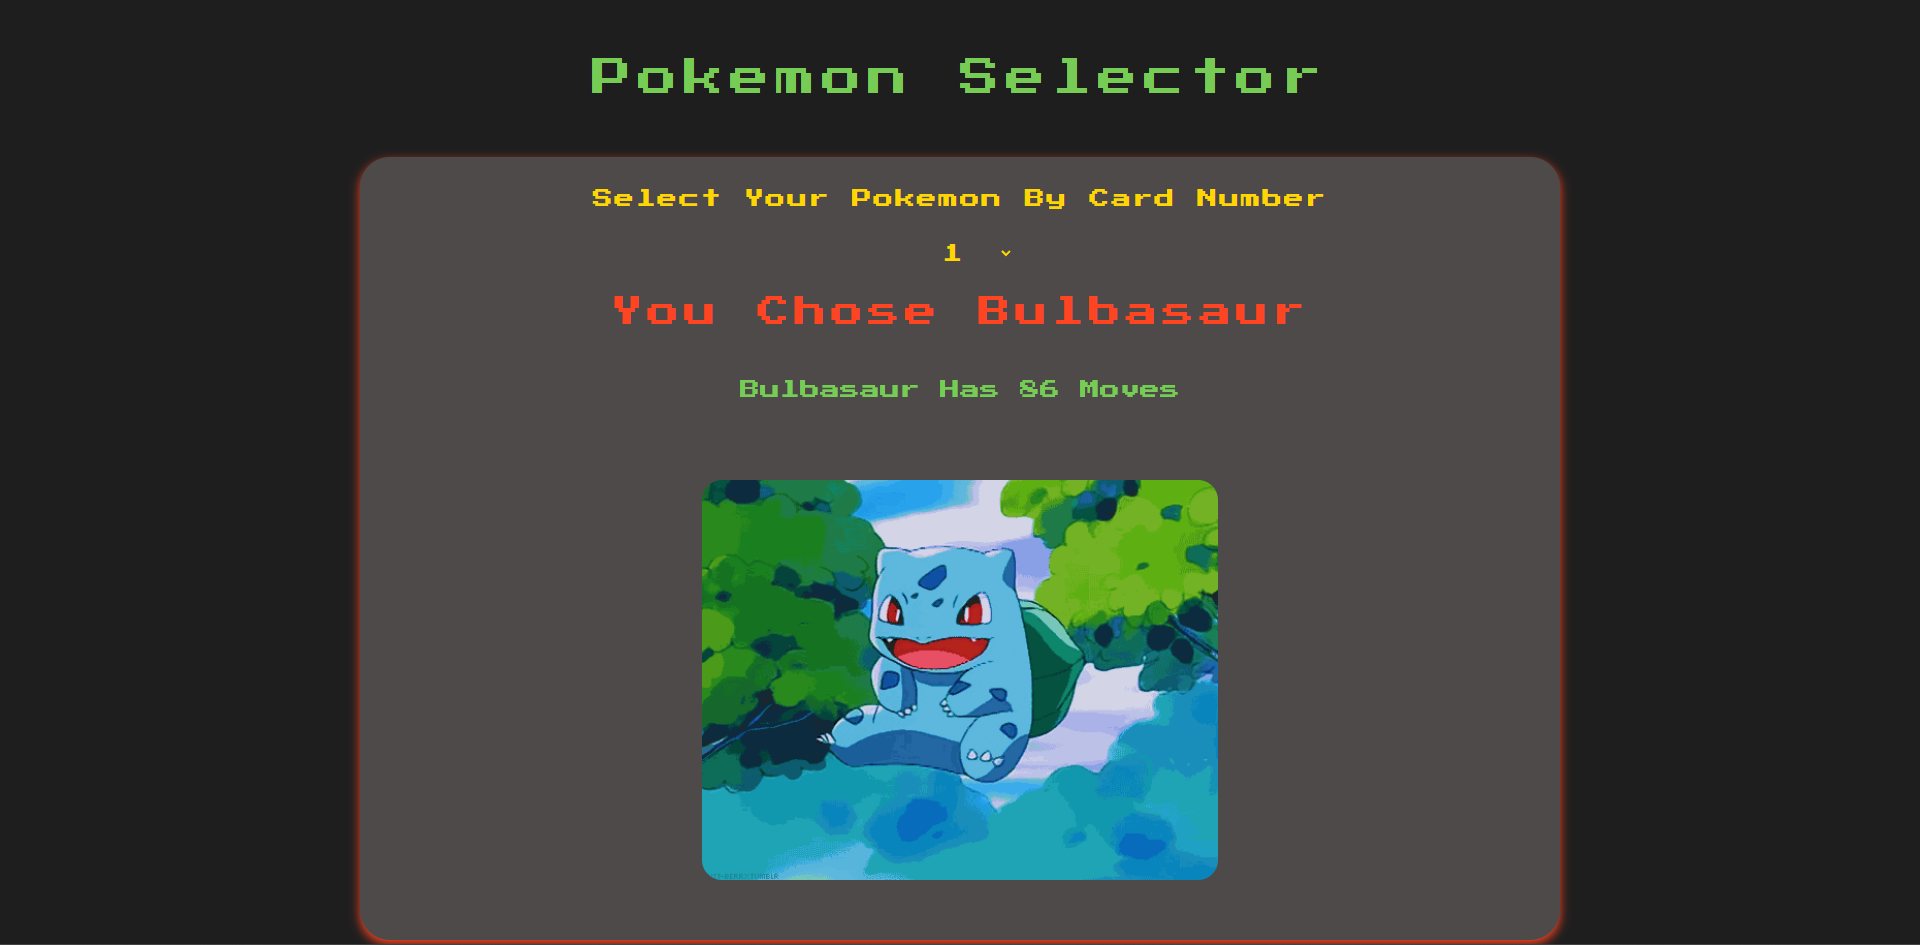 Pokemon Selector
Select Your Pokemon By Card Number
1
You Chose Bulbasaur
Bulbasaur Has 86 Moves